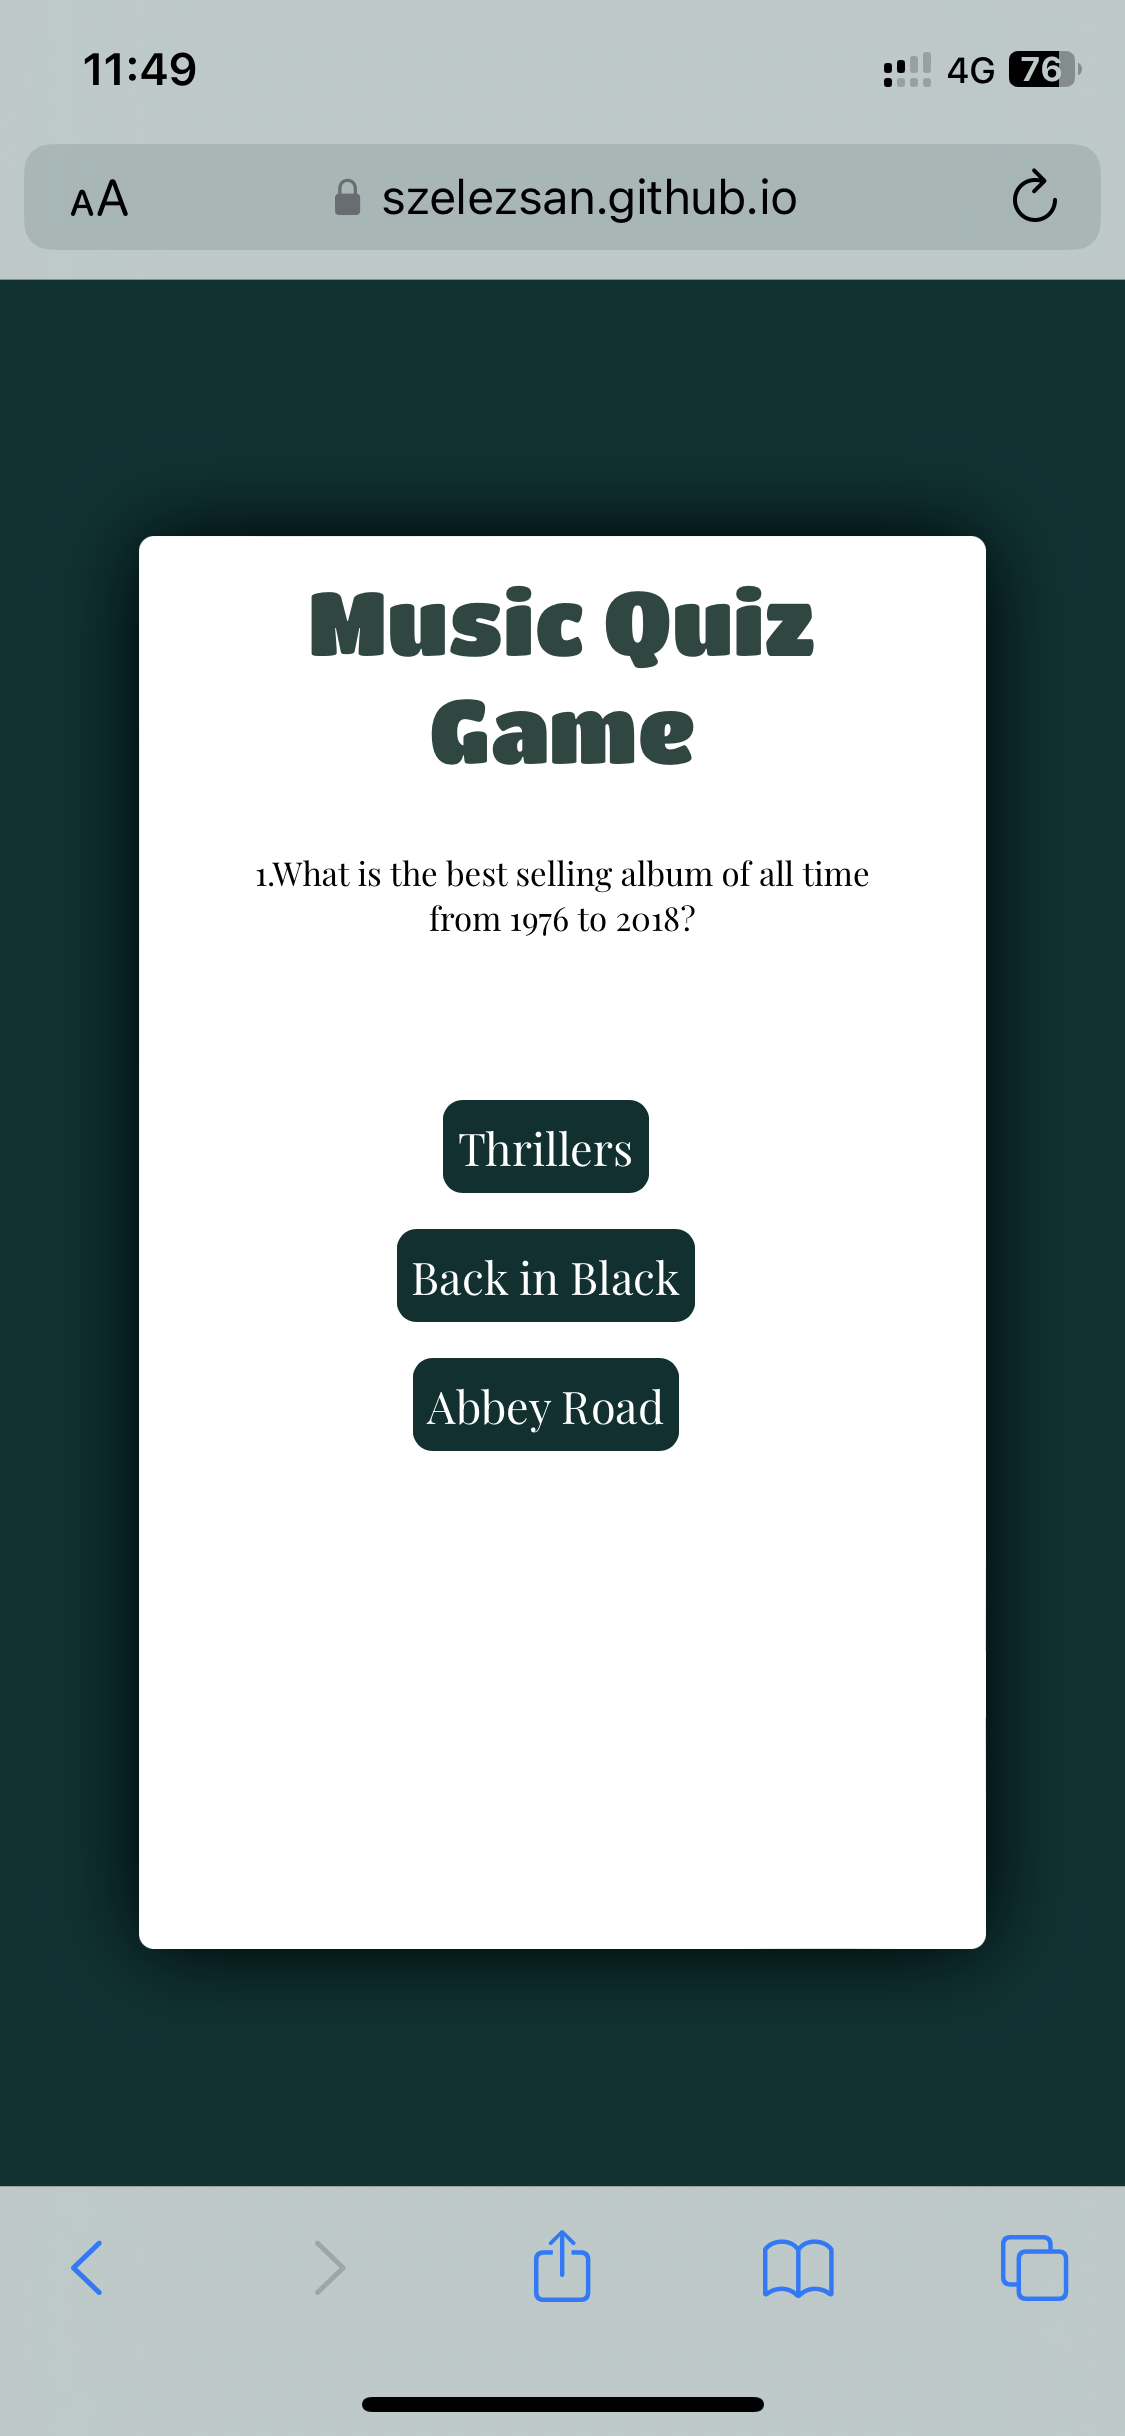 11:49 4G 76
AA szelezsan.github.io
Music Quiz
Game
1.What is the best selling album of all time
from 1976 to 2018?
Thrillers
Back in Black
Abbey Road